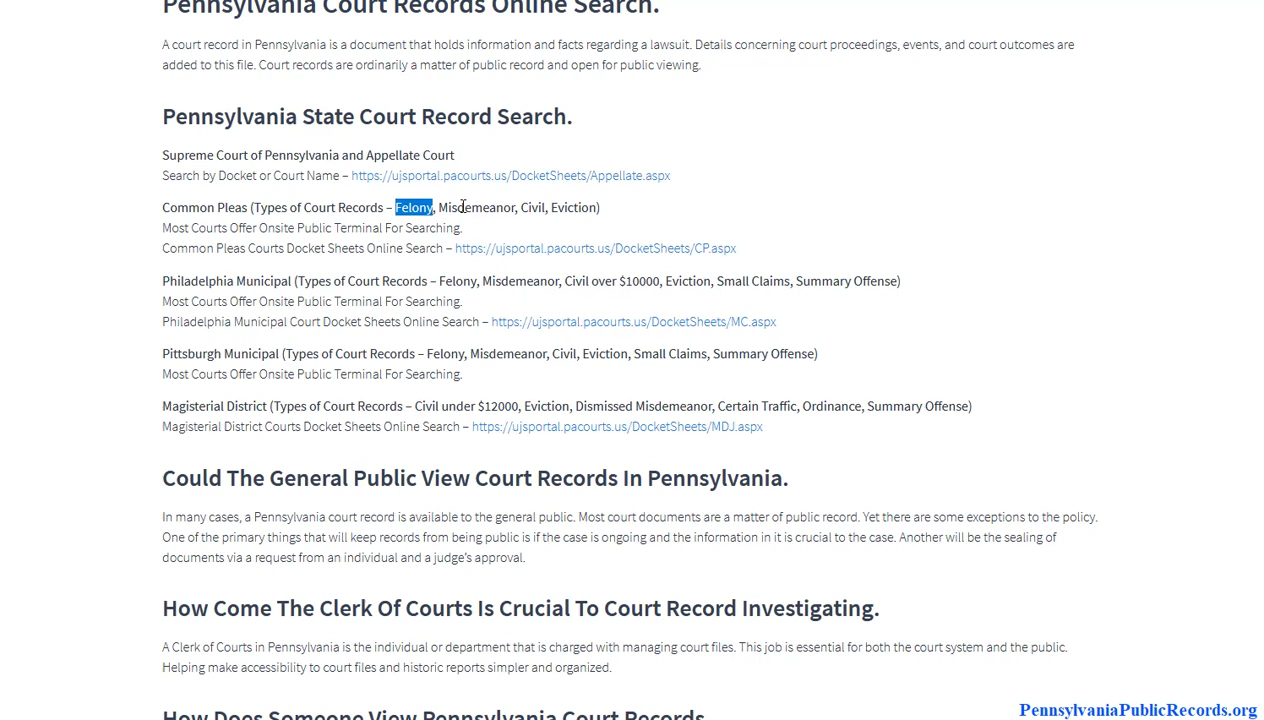 Pennsylvania Court Records Online Search.
A court record in Pennsylvania is a document that holds information and facts regarding a lawsuit. Details concerning court proceedings, events, and court outcomes are
added to this file. Court records are ordinarily a matter of public record and open for public viewing.
Pennsylvania State Court Record Search.
Supreme Court of Pennsylvania and Appellate Court
Search by Docket or Court Name – https://ujsportal.pacourts.us/DocketSheets/Appellate.aspx
Common Pleas (Types of Court Records – Felony, Misdemeanor, Civil, Eviction)
Most Courts Offer Onsite Public Terminal For Searching.
Common Pleas Courts Docket Sheets Online Search – https://ujsportal.pacourts.us/DocketSheets/CP.aspx
Philadelphia Municipal (Types of Court Records – Felony, Misdemeanor, Civil over $10000, Eviction, Small Claims, Summary Offense)
Most Courts Offer Onsite Public Terminal For Searching.
Philadelphia Municipal Court Docket Sheets Online Search – https://ujsportal.pacourts.us/DocketSheets/MC.aspx
Pittsburgh Municipal (Types of Court Records – Felony, Misdemeanor, Civil, Eviction, Small Claims, Summary Offense)
Most Courts Offer Onsite Public Terminal For Searching.
Magisterial District (Types of Court Records – Civil under $12000, Eviction, Dismissed Misdemeanor, Certain Traffic, Ordinance, Summary Offense)
Magisterial District Courts Docket Sheets Online Search – https://ujsportal.pacourts.us/DocketSheets/MDJ.aspx
Could The General Public View Court Records In Pennsylvania.
In many cases, a Pennsylvania court record is available to the general public. Most court documents are a matter of public record. Yet there are some exceptions to the policy.
One of the primary things that will keep records from being public is if the case is ongoing and the information in it is crucial to the case. Another will be the sealing of
documents via a request from an individual and a judge's approval.
How Come The Clerk Of Courts Is Crucial To Court Record Investigating.
A Clerk of Courts in Pennsylvania is the individual or department that is charged with managing court files. This job is essential for both the court system and the public.
Helping make accessibility to court files and historic reports simpler and organized.
How Does Someone View Pennsylvania Court Records
PennsylvaniaPublicRecords.org